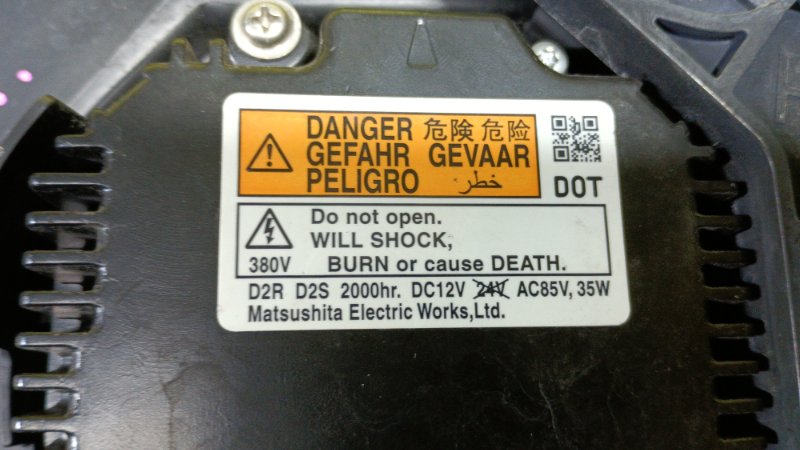 DANGER 危険 危险
GEFAHR GEVAAR
PELIGRO خطر
DOT
Do not open.
WILL SHOCK,
380V BURN or cause DEATH.
D2R D2S 2000hr. DC12V 24V AC85V, 35W
Matsushita Electric Works,Ltd.